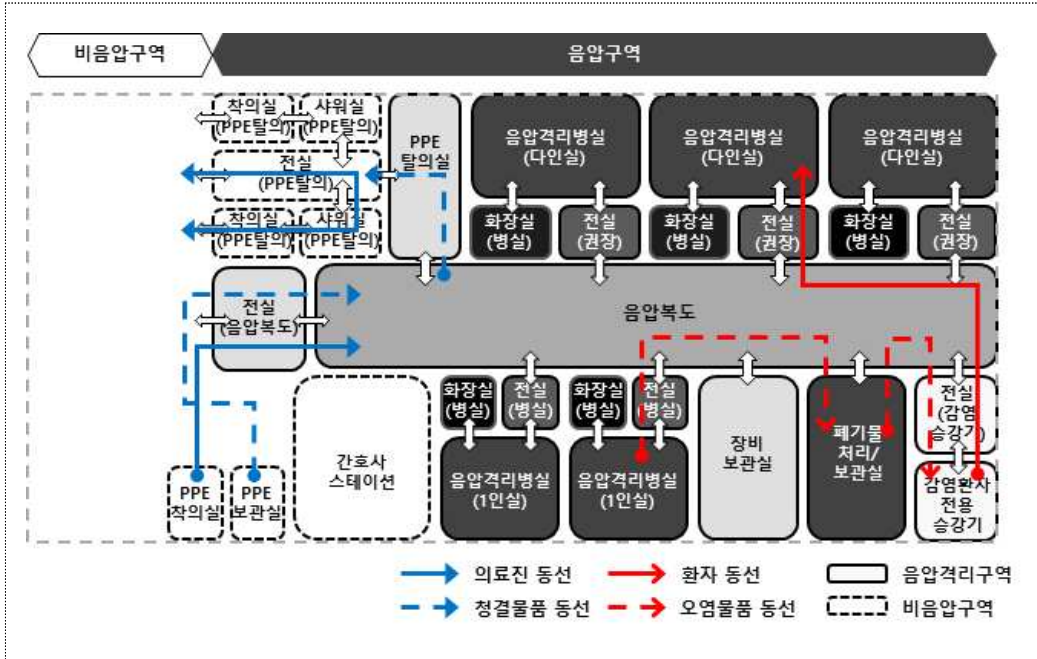 비음압구역
음압구역
착의실
(PPE탈의)
샤워실
(PPE탈의)
PPE
탈의실
음압격리병실
(다인실)
음압격리병실
(다인실)
음압격리병실
(다인실)
전실
(PPE탈의)
착의실
(PPE탈의)
샤워실
(PPE탈의)
화장실
(병실)
전실
(권장)
화장실
(병실)
전실
(권장)
화장실
(병실)
전실
(권장)
전실
(음압복도)
음압복도
화장실
(병실)
전실
(병실)
화장실
(병실)
전실
(병실)
전실
(감염
승강기)
간호사
스테이션
장비
보관실
폐기물
처리/
보관실
음압격리병실
(1인실)
음압격리병실
(1인실)
PPE
착의실
PPE
보관실
감염환자
전용
승강기
의료진 동선
환자 동선
음압격리구역
청결물품 동선
오염물품 동선
비음압구역